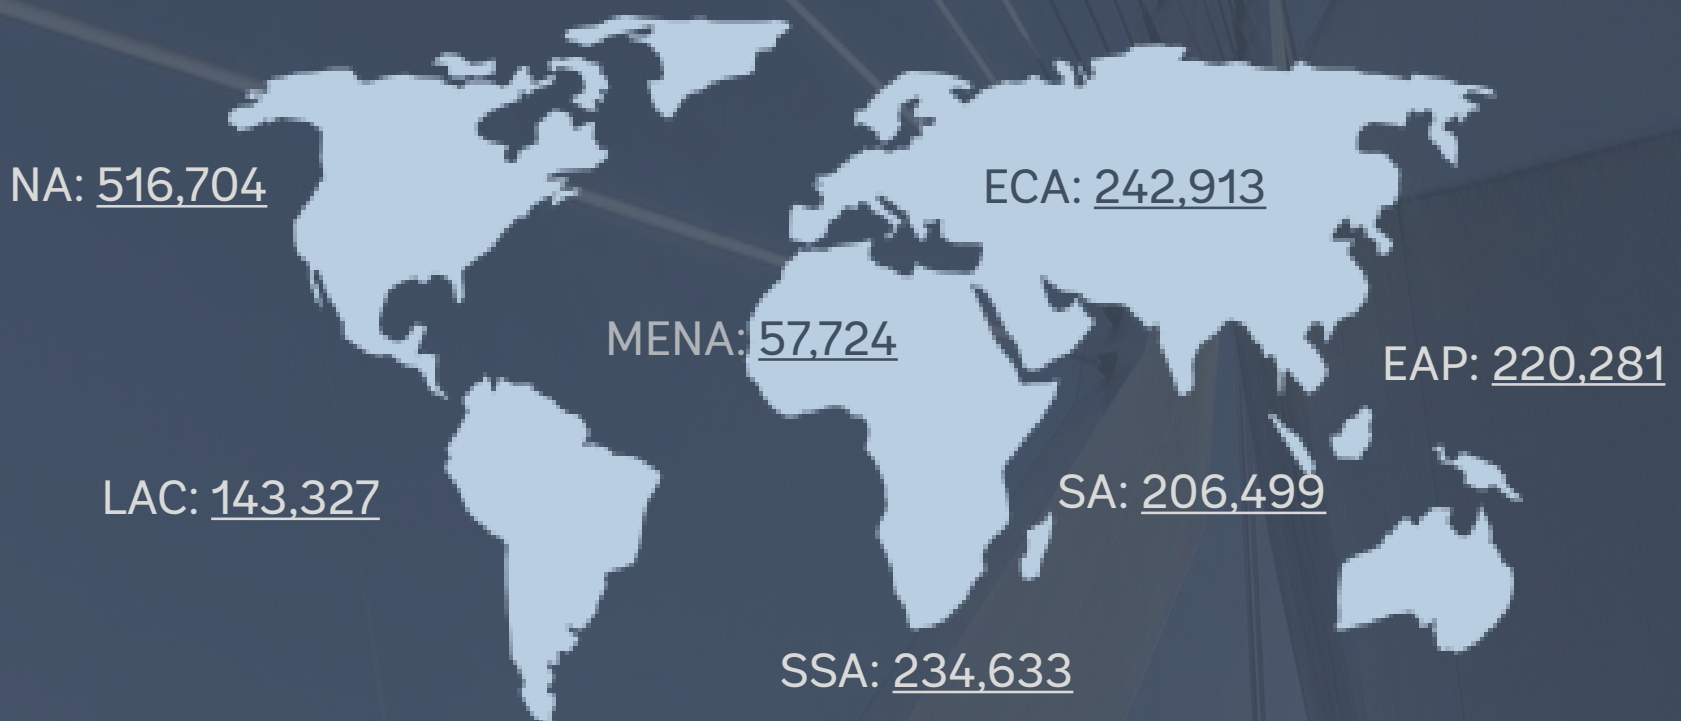 NA: 516,704
ECA: 242,913
MENA: 57,724
EAP: 220,281
LAC: 143,327
SA: 206,499
SSA: 234,633